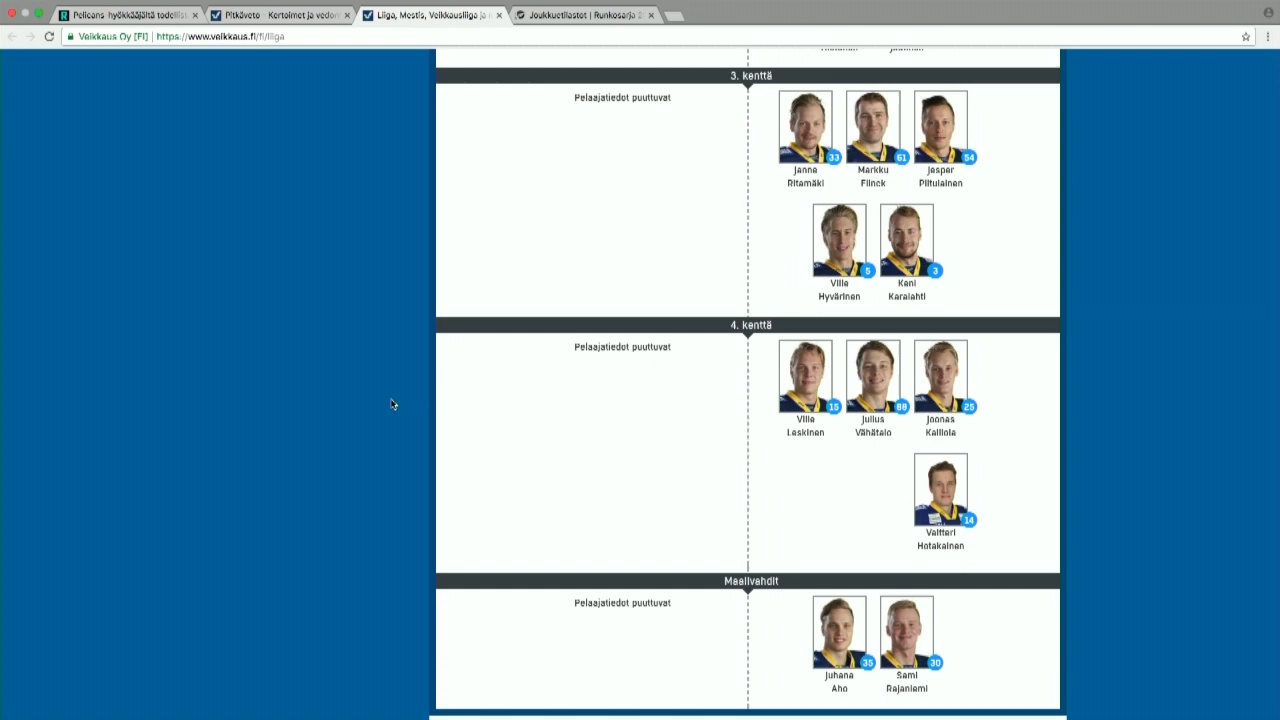 Pelicans-hyökkääjältä todellist
Pitkäveto - Kertoimet ja vedon
Liiga, Mestis, Veikkausliiga ja n
Joukkuetilastot | Runkosarja 2
Veikkaus Oy [FI] | https://www.veikkaus.fi/fi/liiga
3. kenttä
Pelaajatiedot puuttuvat
33
61
54
Janne
Ritamäki
Markku
Flinck
Jesper
Piitulainen
5
3
Ville
Hyvärinen
Keni
Karalahti
4. kenttä
Pelaajatiedot puuttuvat
15
88
25
Ville
Leskinen
Julius
Vähätalo
Joonas
Kalliola
14
Valtteri
Hotakainen
Maalivahdit
Pelaajatiedot puuttuvat
35
30
Juhana
Aho
Sami
Rajaniemi